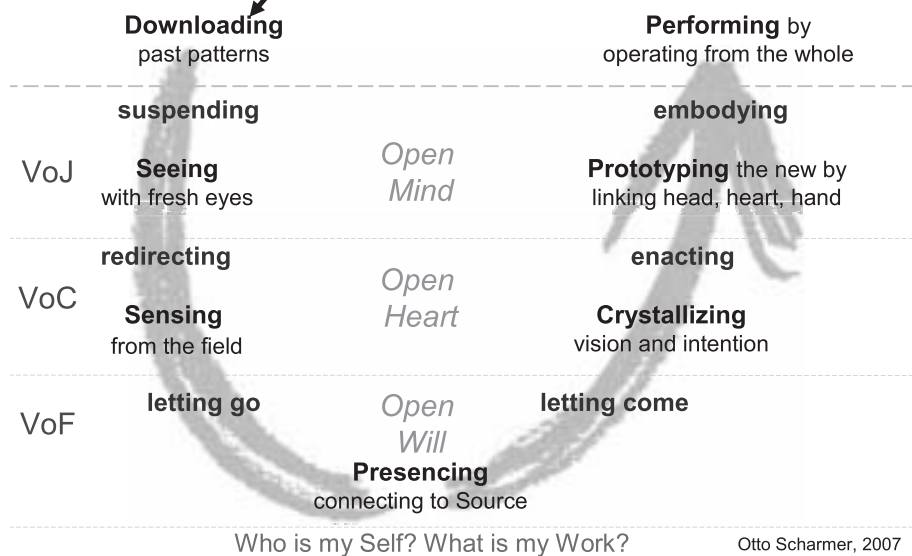 Downloading
past patterns
Performing by
operating from the whole
suspending
embodying
VoJ
Seeing
with fresh eyes
Open
Mind
Prototyping the new by
linking head, heart, hand
redirecting
enacting
VoC
Open
Heart
Sensing
from the field
Crystallizing
vision and intention
letting go
letting come
VoF
Open
Will
Presencing
connecting to Source
Who is my Self? What is my Work?
Otto Scharmer, 2007